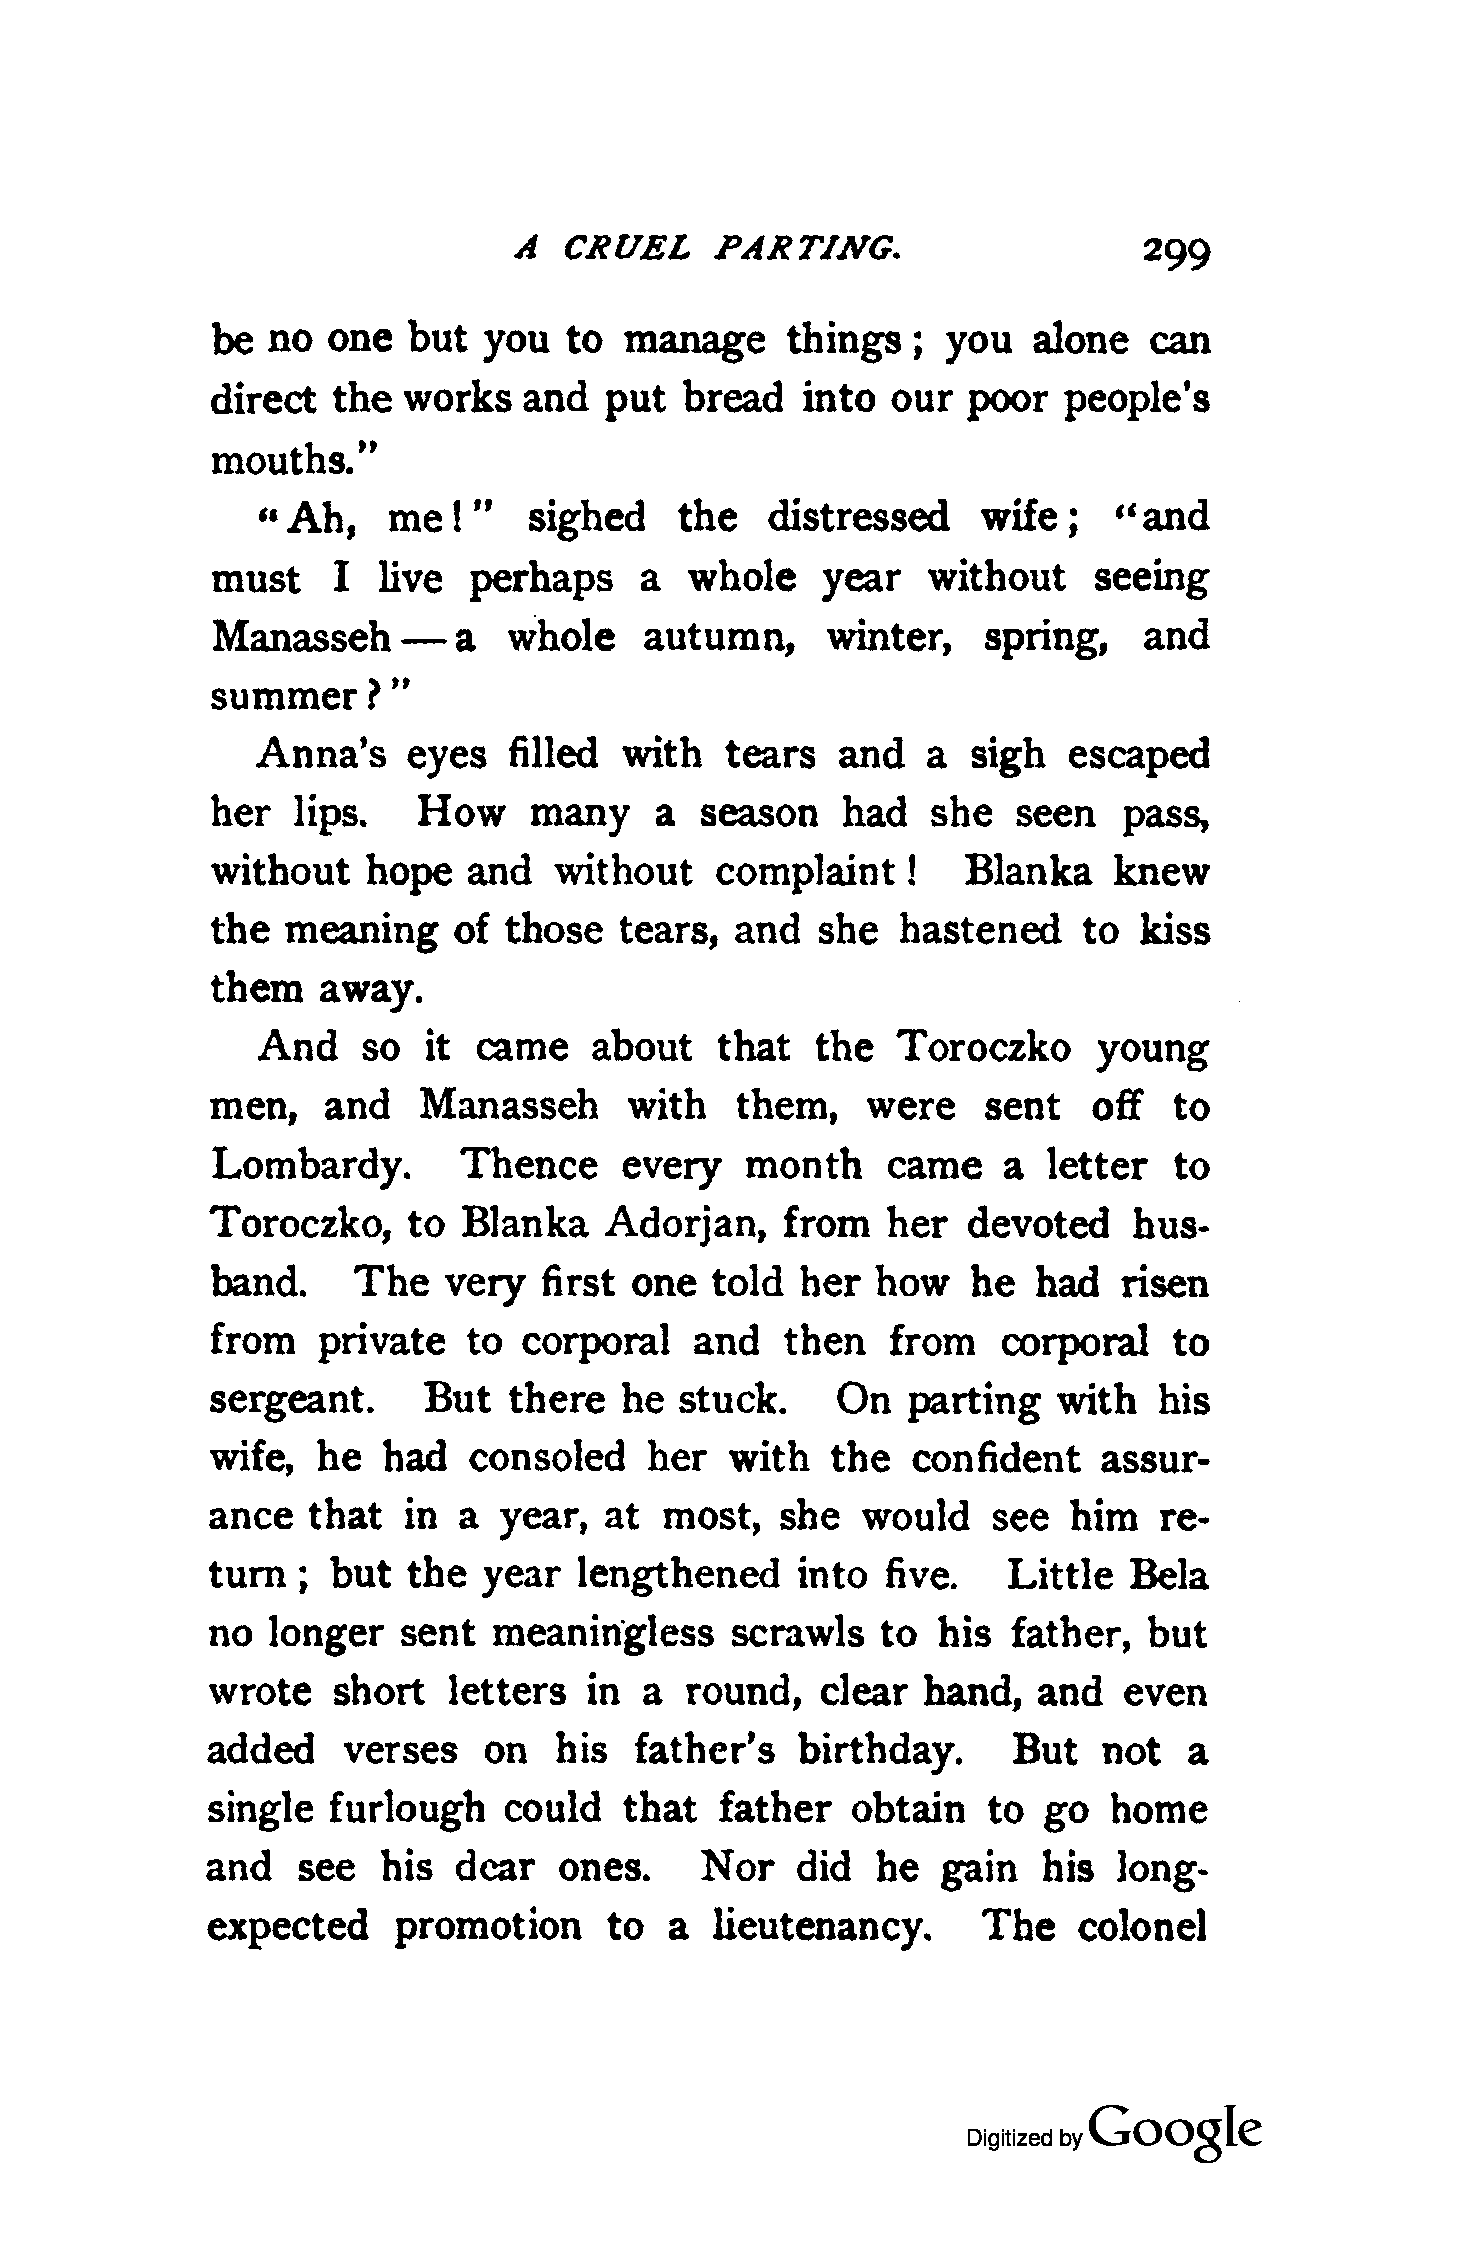 A CRUEL PARTING. 299
be no one but you to manage things ; you alone can
direct the works and put bread into our poor people's
mouths."
"Ah, me!" sighed the distressed wife; "and
must I live perhaps a whole year without seeing
Manasseh — a whole autumn, winter, spring, and
summer?"
Anna's eyes filled with tears and a sigh escaped
her lips. How many a season had she seen pass,
without hope and without complaint! Blanka knew
the meaning of those tears, and she hastened to kiss
them away.
And so it came about that the Toroczko young
men, and Manasseh with them, were sent off to
Lombardy. Thence every month came a letter to
Toroczko, to Blanka Adorjan, from her devoted hus-
band. The very first one told her how he had risen
from private to corporal and then from corporal to
sergeant. But there he stuck. On parting with his
wife, he had consoled her with the confident assur-
ance that in a year, at most, she would see him re-
turn ; but the year lengthened into five. Little Bela
no longer sent meaningless scrawls to his father, but
wrote short letters in a round, clear hand, and even
added verses on his father's birthday. But not a
single furlough could that father obtain to go home
and see his dear ones. Nor did he gain his long-
expected promotion to a lieutenancy. The colonel
Digitized by Google